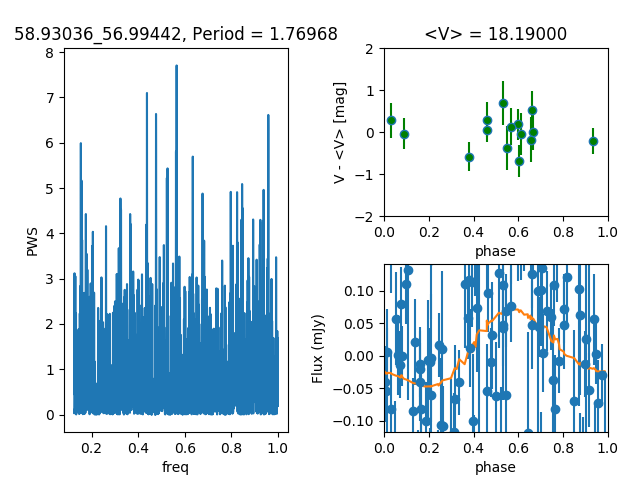 58.93036_56.99442, Period = 1.76968
8
7
6
5
4
3
2
1
0
PWS
0.2 0.4 0.6 0.8 1.0
freq
<V> = 18.19000
2
1
0
−1
−2
V - <V> [mag]
0.0 0.2 0.4 0.6 0.8 1.0
phase
0.10
0.05
0.00
−0.05
−0.10
Flux (mJy)
0.0 0.2 0.4 0.6 0.8 1.0
phase